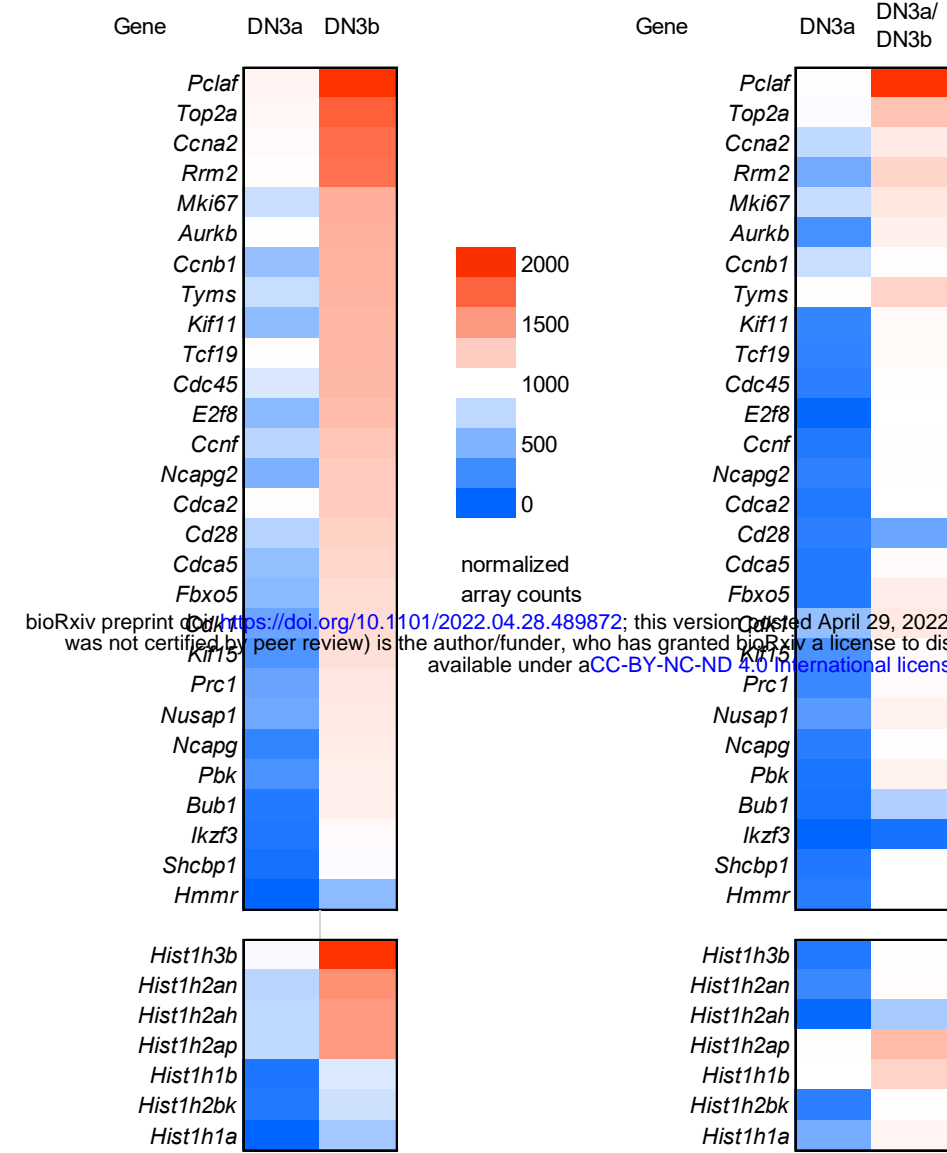 Gene DN3a DN3b
Gene DN3a DN3a/
DN3b
Pclaf
Top2a
Ccna2
Rrm2
Mki67
Aurkb
Ccnb1
Tyms
Kif11
Tcf19
Cdc45
E2f8
Ccnf
Ncapg2
Cdca2
Cd28
Cdca5
Fbxo5
Cdk1
Kif15
Prc1
Nusap1
Ncapg
Pbk
Bub1
Ikzf3
Shcbp1
Hmmr
Hist1h3b
Hist1h2an
Hist1h2ah
Hist1h2ap
Hist1h1b
Hist1h2bk
Hist1h1a
2000
1500
1000
500
0
normalized
array counts
Pclaf
Top2a
Ccna2
Rrm2
Mki67
Aurkb
Ccnb1
Tyms
Kif11
Tcf19
Cdc45
E2f8
Ccnf
Ncapg2
Cdca2
Cd28
Cdca5
Fbxo5
Cdk1
Kif15
Prc1
Nusap1
Ncapg
Pbk
Bub1
Ikzf3
Shcbp1
Hmmr
Hist1h3b
Hist1h2an
Hist1h2ah
Hist1h2ap
Hist1h1b
Hist1h2bk
Hist1h1a
bioRxiv preprint doi: https://doi.org/10.1101/2022.04.28.489872; this version posted April 29, 2022
was not certified by peer review) is the author/funder, who has granted bioRxiv a license to dis
available under aCC-BY-NC-ND 4.0 International licens